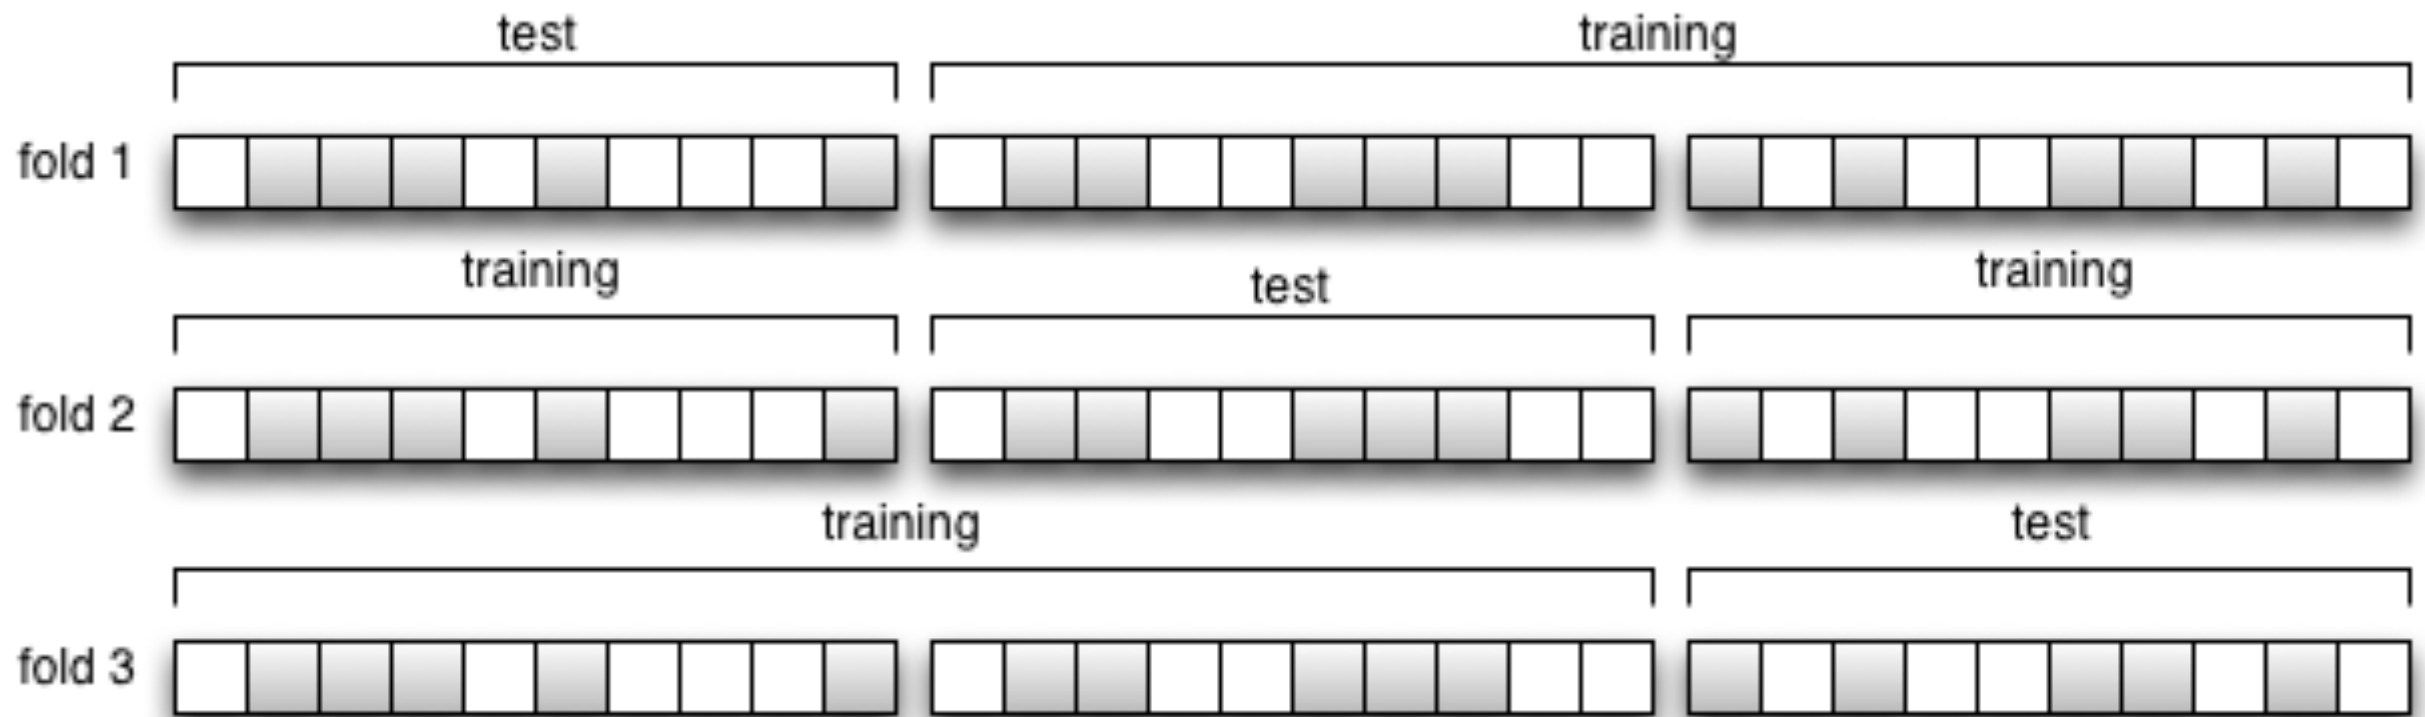 test training
fold 1
training test training
fold 2
training test
fold 3